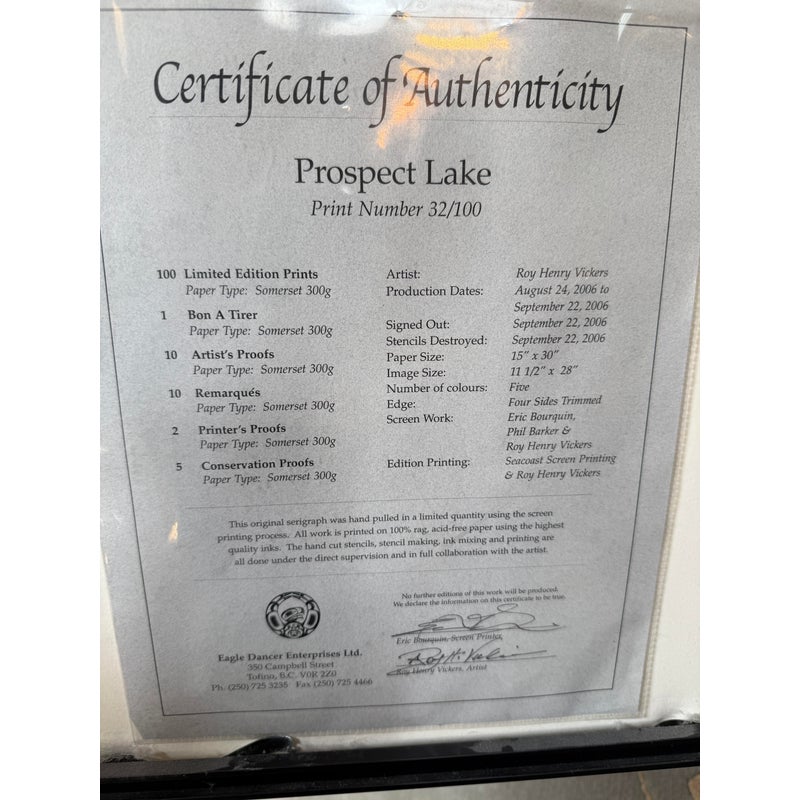 Certificate of Authenticity
Prospect Lake
Print Number 32/100
100 Limited Edition Prints
Paper Type: Somerset 300g
1 Bon A Tirer
Paper Type: Somerset 300g
10 Artist's Proofs
Paper Type: Somerset 300g
10 Remarqués
Paper Type: Somerset 300g
2 Printer's Proofs
Paper Type: Somerset 300g
5 Conservation Proofs
Paper Type: Somerset 300g
Artist: Roy Henry Vickers
Production Dates: August 24, 2006 to
September 22, 2006
Signed Out: September 22, 2006
Stencils Destroyed: September 22, 2006
Paper Size: 15" x 30"
Image Size: 11 1/2" x 28"
Number of colours: Five
Edge: Four Sides Trimmed
Screen Work: Eric Bourquin,
Phil Barker &
Roy Henry Vickers
Edition Printing: Seacoast Screen Printing
& Roy Henry Vickers
This original serigraph was hand pulled in a limited quantity using the screen
printing process. All work is printed on 100% rag, acid-free paper using the highest
quality inks. The hand cut stencils, stencil making, ink mixing and printing are
all done under the direct supervision and in full collaboration with the artist.
Eagle Dancer Enterprises Ltd.
350 Campbell Street
Tofino, B.C. V0R 2Z0
Ph. (250) 725 3235 Fax (250) 725 4466
No further editions of this work will be produced.
We declare the information on this certificate to be true.
Eric Bourquin, Screen Printer
Roy H. Vickers
Roy Henry Vickers, Artist